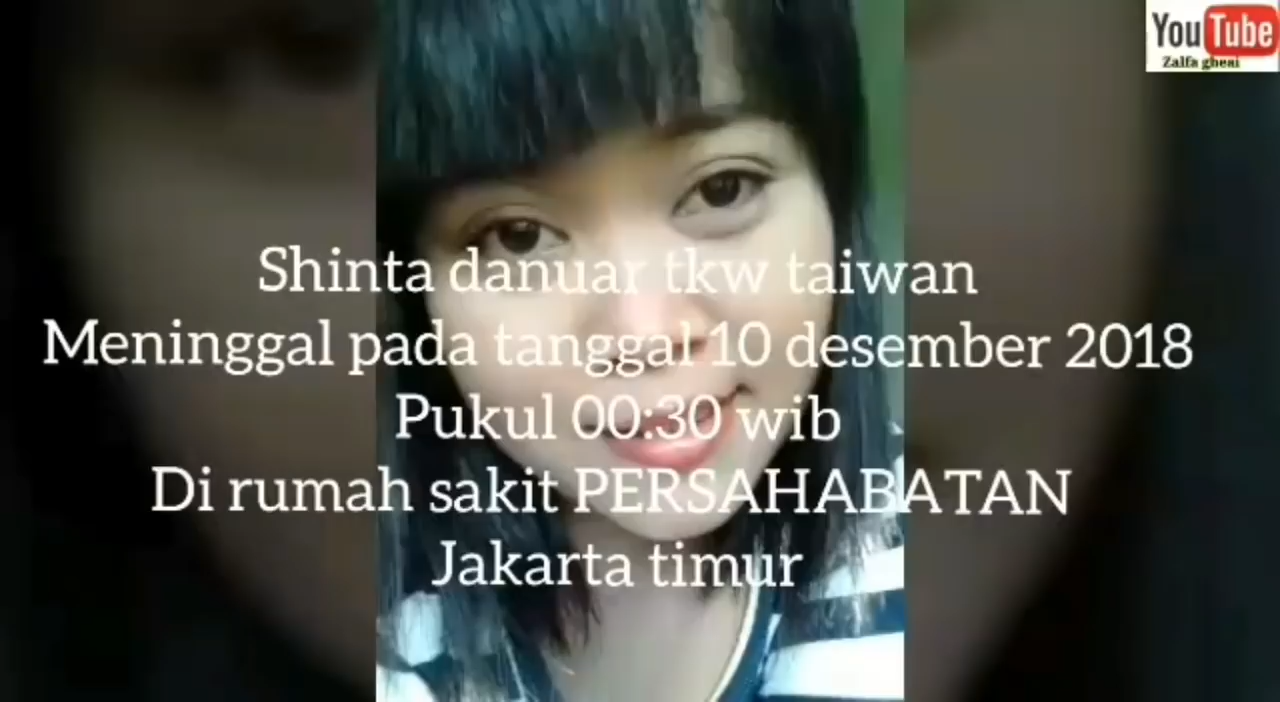 YouTube
Zalfa gheai
Shinta danuar tkw taiwan
Meninggal pada tanggal 10 desember 2018
Pukul 00:30 wib
Di rumah sakit PERSAHABATAN
Jakarta timur